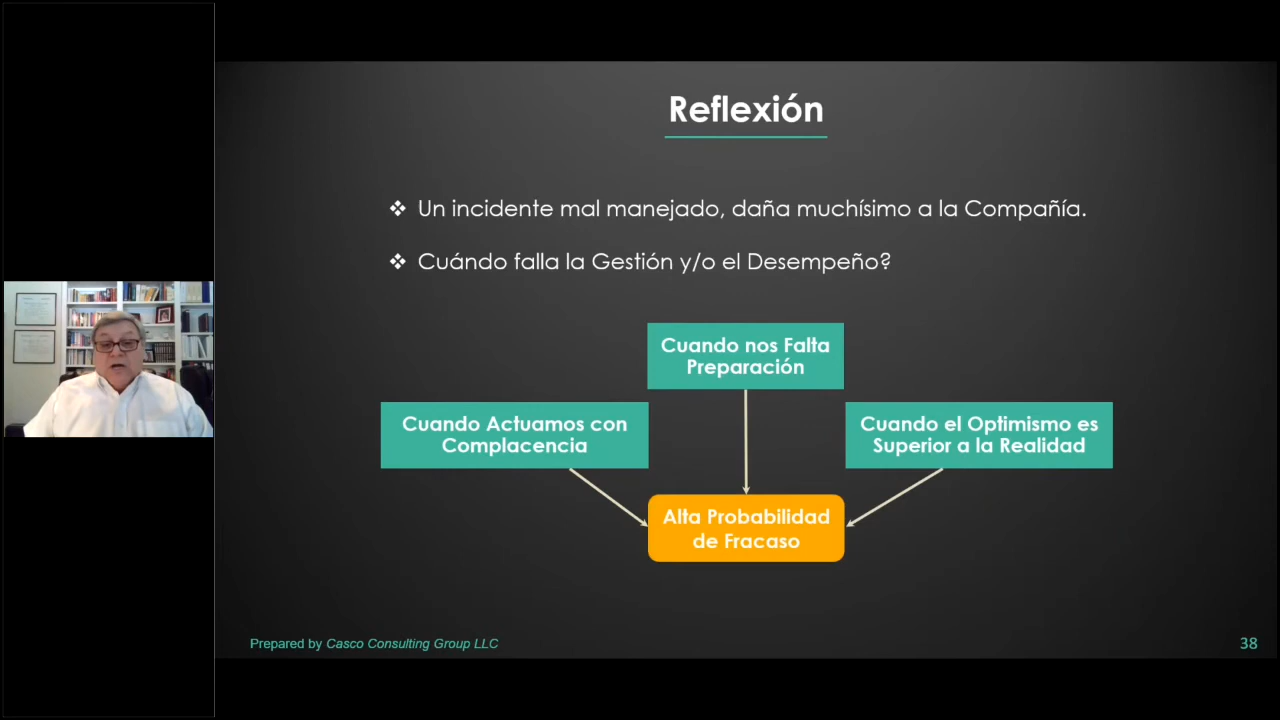 Reflexión
❖ Un incidente mal manejado, daña muchísimo a la Compañía.
❖ Cuándo falla la Gestión y/o el Desempeño?
Cuando nos Falta
Preparación
Cuando Actuamos con
Complacencia
Cuando el Optimismo es
Superior a la Realidad
Alta Probabilidad
de Fracaso
Prepared by Casco Consulting Group LLC
38